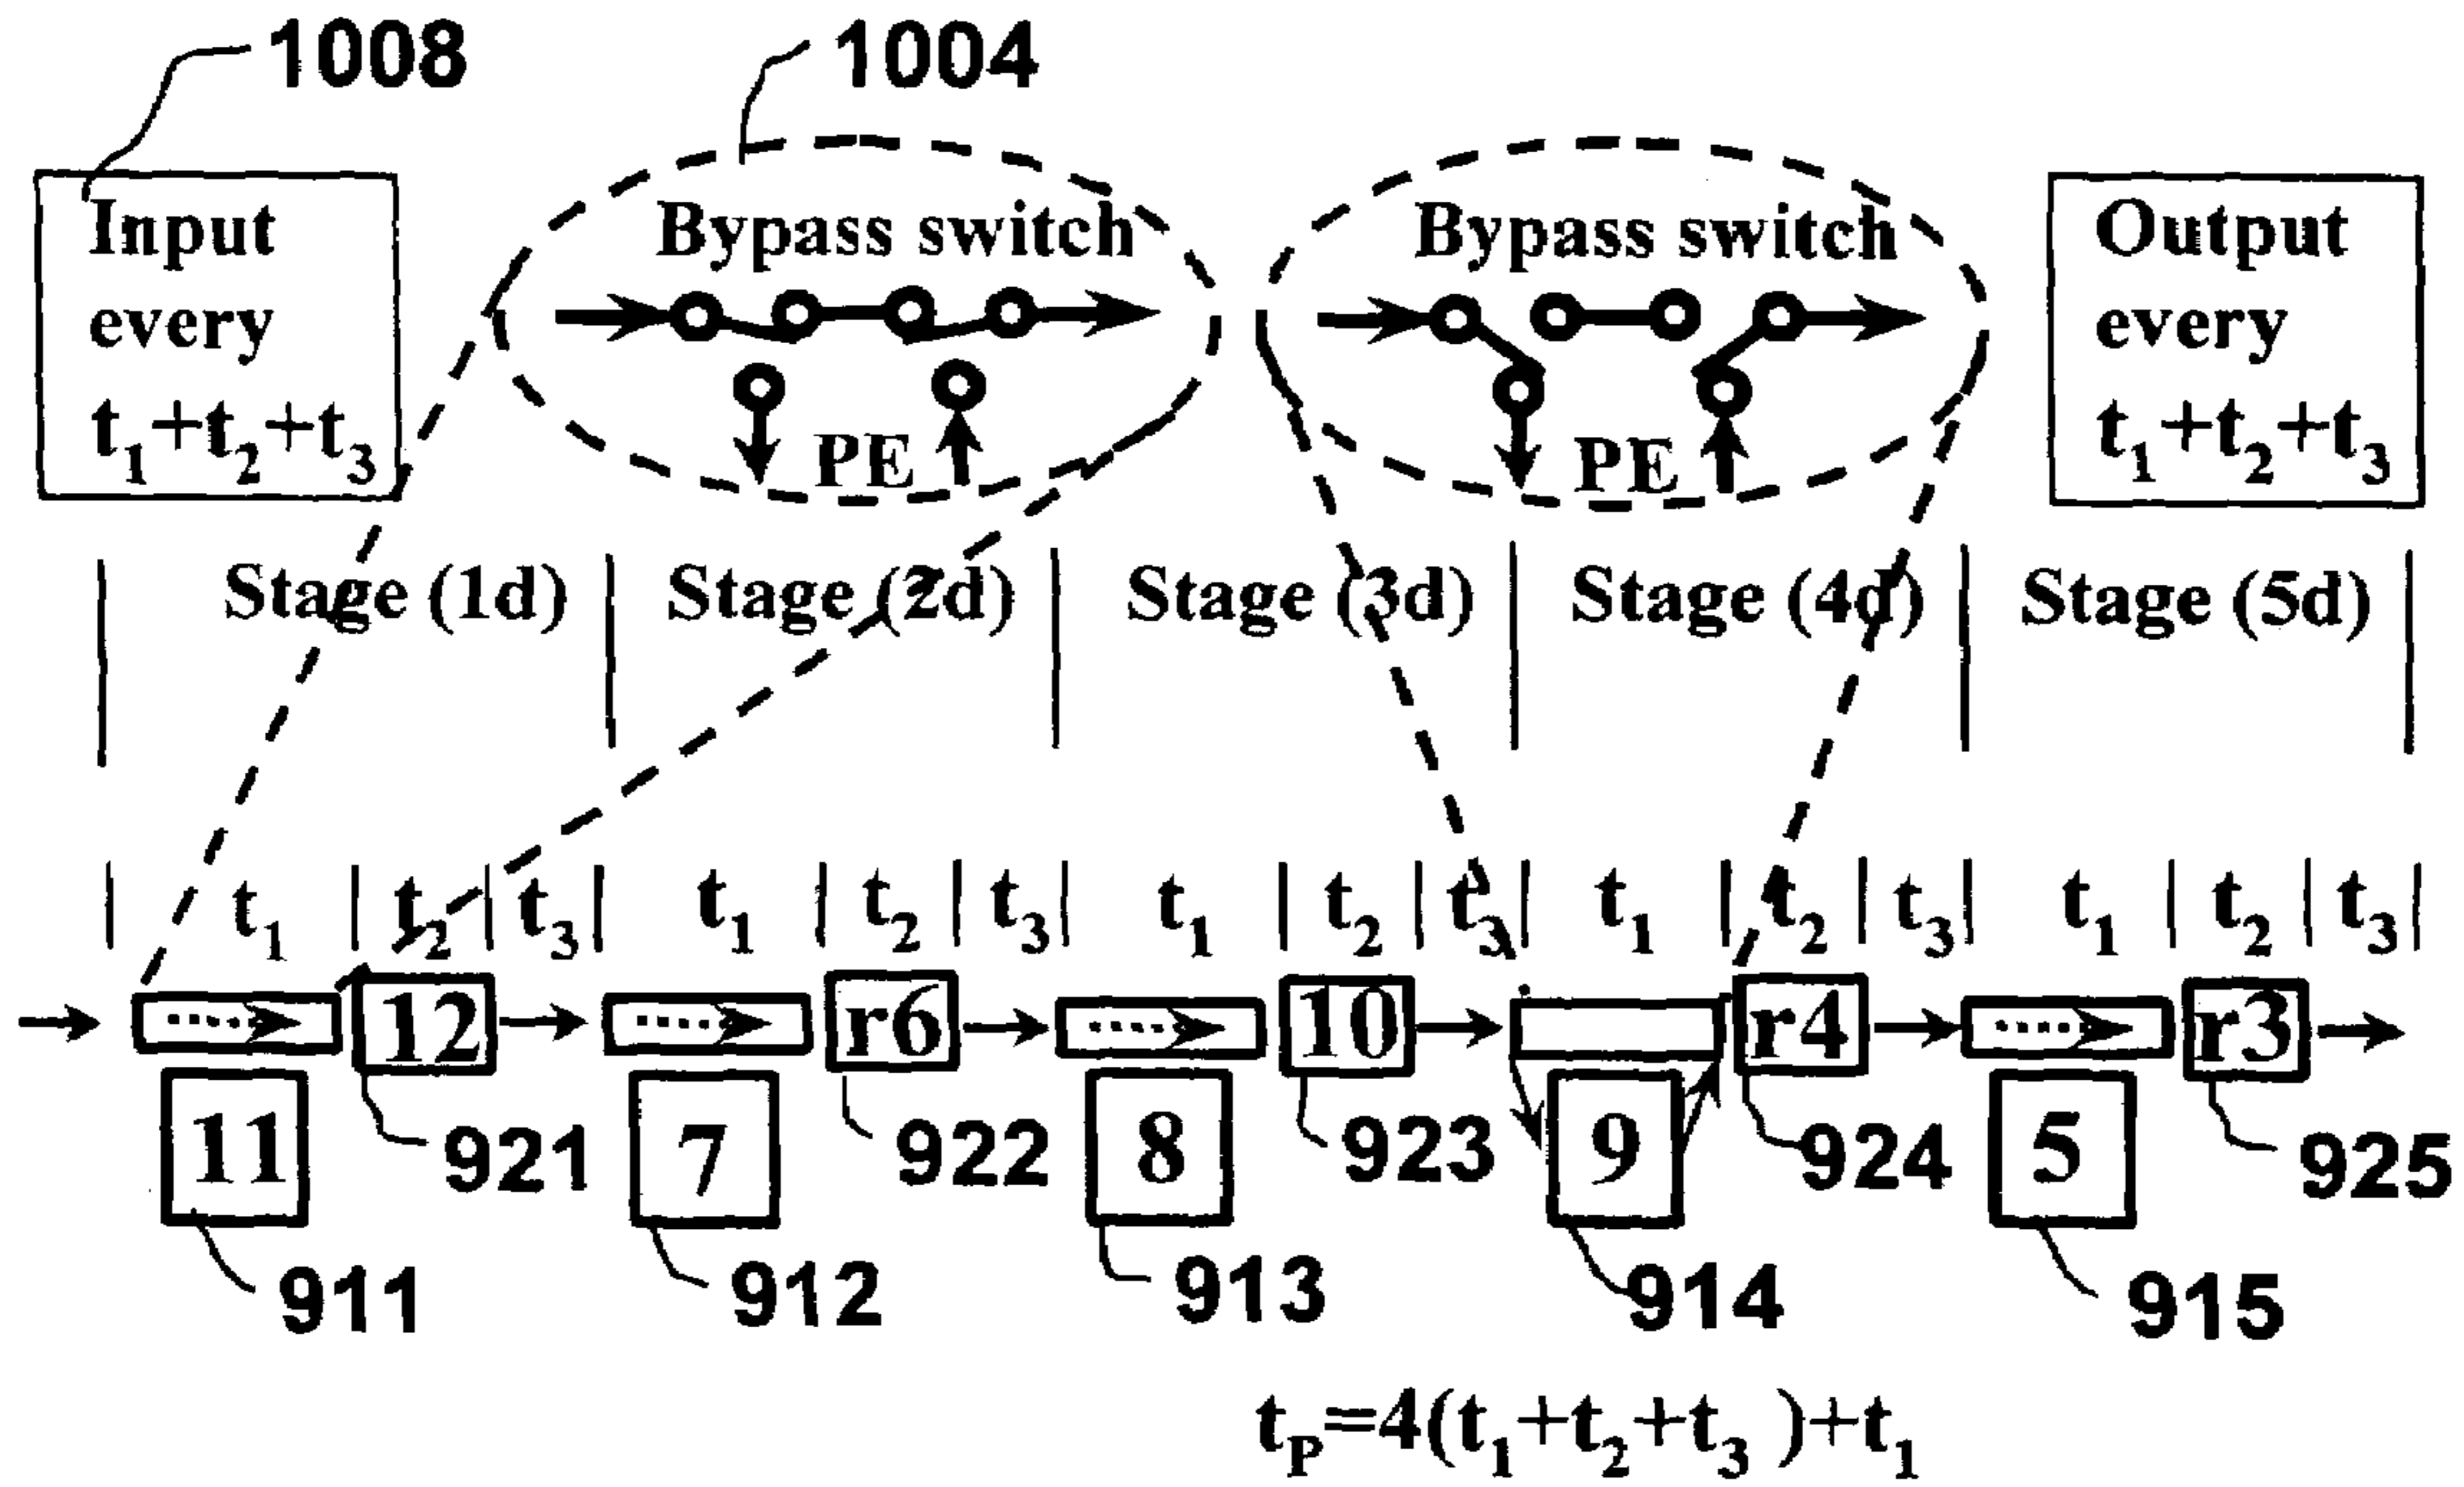 1008
1004
Input
every
t₁+t₂+t₃
Bypass switch
PE
Bypass switch
PE
Output
every
t₁+t₂+t₃
Stage (1d) Stage (2d) Stage (3d) Stage (4d) Stage (5d)
t₁ t₂ t₃ t₁ t₂ t₃ t₁ t₂ t₃ t₁ t₂ t₃ t₁ t₂ t₃
12 r6 10 r4 r3
11 7 8 9 5
921 922 923 924 925
911 912 913 914 915
tₚ=4(t₁+t₂+t₃ )+t₁